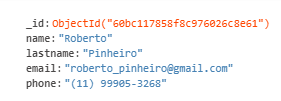 _id: ObjectId("60bc117858f8c976026c8e61")
name: "Roberto"
lastname: "Pinheiro"
email: "roberto_pinheiro@gmail.com"
phone: "(11) 99905-3268"